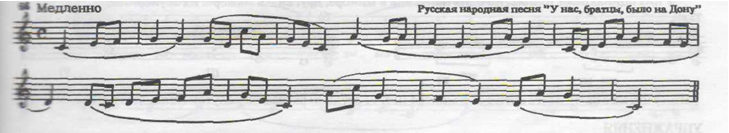 Медленно
Русская народная песня "У нас, братцы, было на Дону"